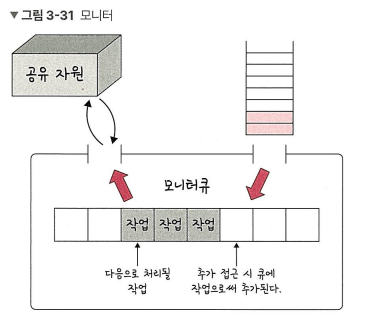 ▼ 그림 3-31 모니터
공유 자원
모니터큐
작업 작업 작업
다음으로 처리될
작업
추가 접근 시 큐에
작업으로써 추가된다.